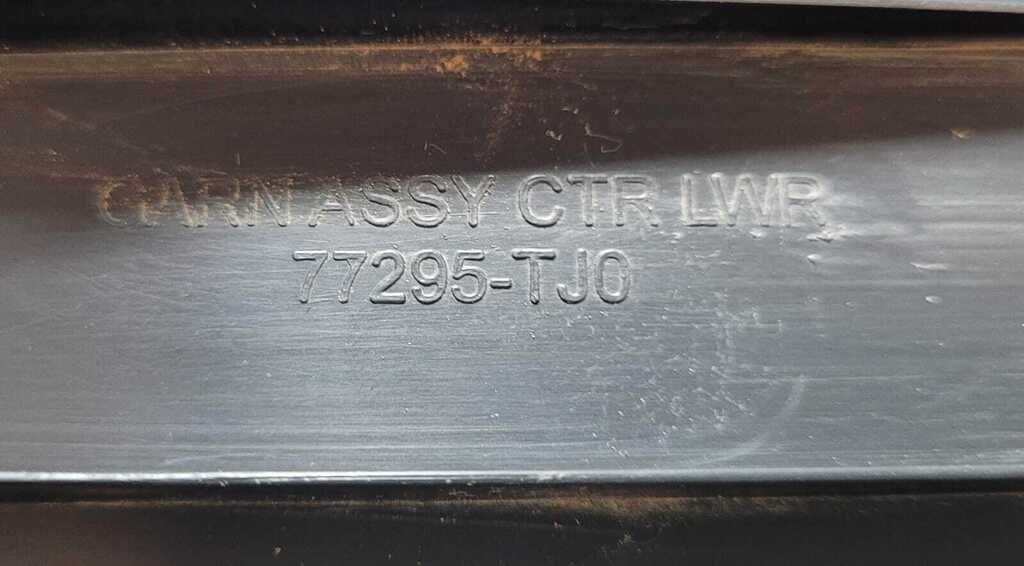 GARN ASSY CTR LWR
77295-TJ0